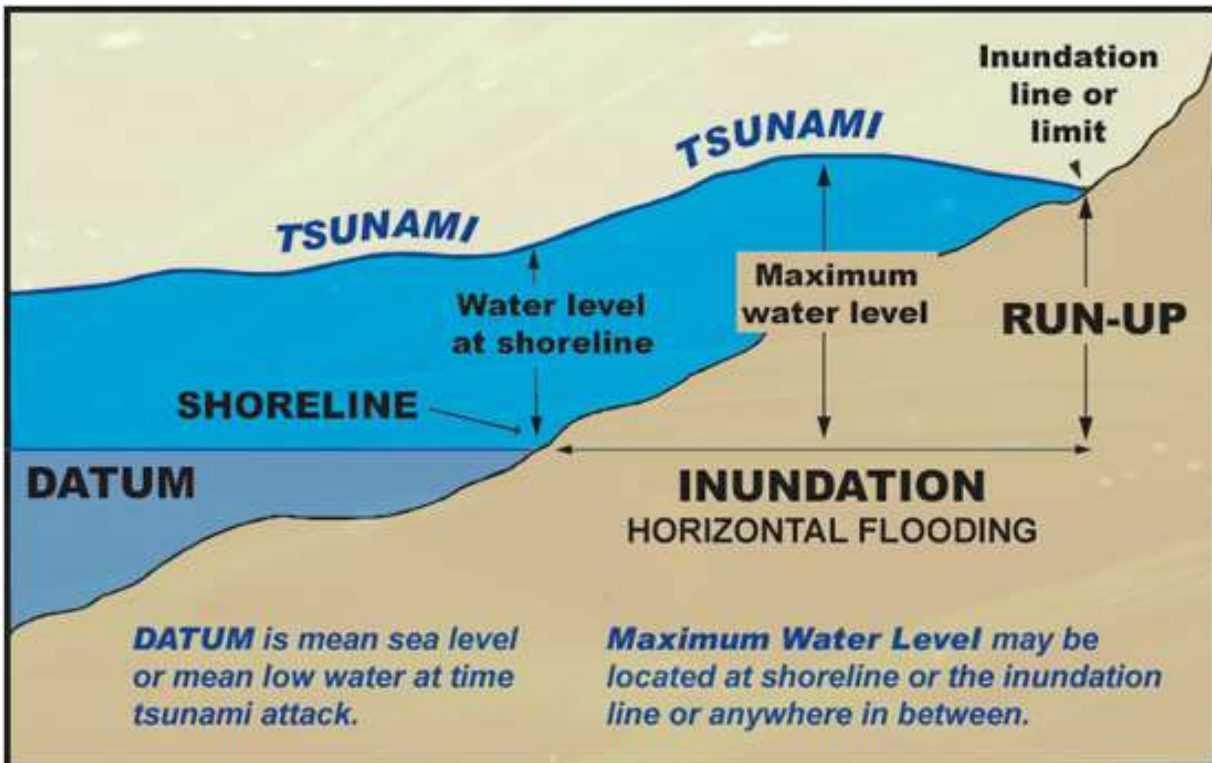 Inundation
line or
limit
TSUNAMI
TSUNAMI
Water level
at shoreline
Maximum
water level
RUN-UP
SHORELINE
DATUM
INUNDATION
HORIZONTAL FLOODING
DATUM is mean sea level
or mean low water at time
tsunami attack.
Maximum Water Level may be
located at shoreline or the inundation
line or anywhere in between.